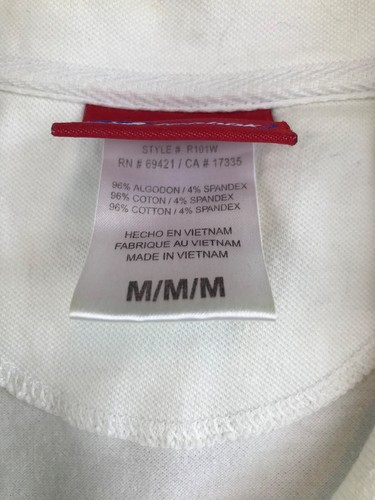 STYLE # R101W
RN # 69421 / CA # 17335
96% ALGODON / 4% SPANDEX
96% COTON / 4% SPANDEX
96% COTTON / 4% SPANDEX
HECHO EN VIETNAM
FABRIQUE AU VIETNAM
MADE IN VIETNAM
M/M/M